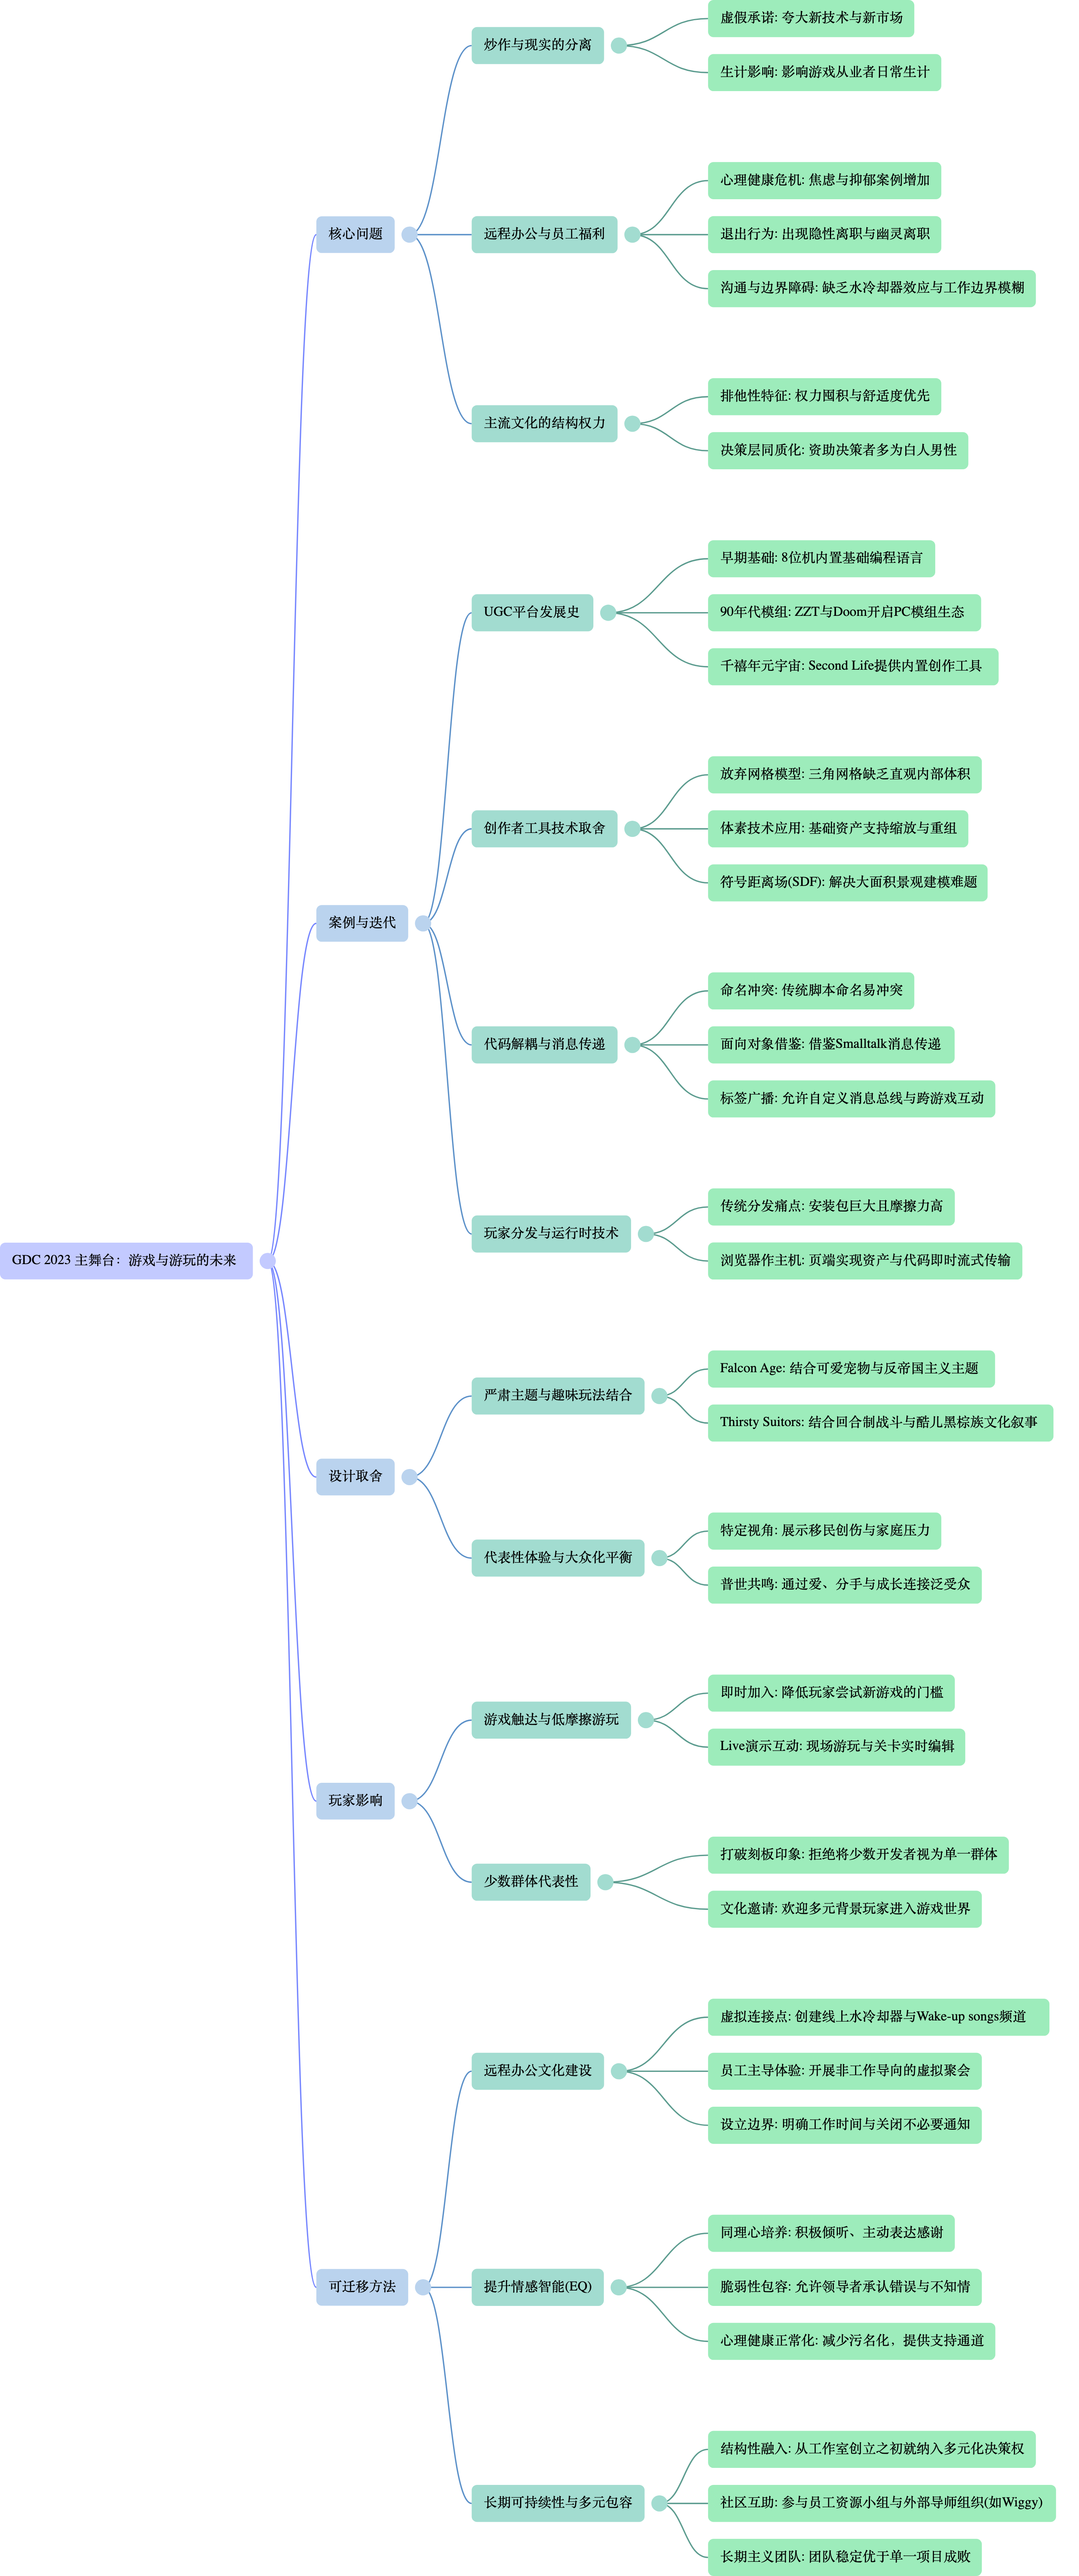 GDC 2023 主舞台：游戏与游玩的未来
核心问题
炒作与现实的分离
虚假承诺: 夸大新技术与新市场
生计影响: 影响游戏从业者日常生计
远程办公与员工福利
心理健康危机: 焦虑与抑郁案例增加
退出行为: 出现隐性离职与幽灵离职
沟通与边界障碍: 缺乏水冷却器效应与工作边界模糊
主流文化的结构权力
排他性特征: 权力囤积与舒适度优先
决策层同质化: 资助决策者多为白人男性
案例与迭代
UGC平台发展史
早期基础: 8位机内置基础编程语言
90年代模组: ZZT与Doom开启PC模组生态
千禧年元宇宙: Second Life提供内置创作工具
创作者工具技术取舍
放弃网格模型: 三角网格缺乏直观内部体积
体素技术应用: 基础资产支持缩放与重组
符号距离场(SDF): 解决大面积景观建模难题
代码解耦与消息传递
命名冲突: 传统脚本命名易冲突
面向对象借鉴: 借鉴Smalltalk消息传递
标签广播: 允许自定义消息总线与跨游戏互动
玩家分发与运行时技术
传统分发痛点: 安装包巨大且摩擦力高
浏览器作主机: 页端实现资产与代码即时流式传输
设计取舍
严肃主题与趣味玩法结合
Falcon Age: 结合可爱宠物与反帝国主义主题
Thirsty Suitors: 结合回合制战斗与酷儿黑棕族文化叙事
代表性体验与大众化平衡
特定视角: 展示移民创伤与家庭压力
普世共鸣: 通过爱、分手与成长连接泛受众
玩家影响
游戏触达与低摩擦游玩
即时加入: 降低玩家尝试新游戏的门槛
Live演示互动: 现场游玩与关卡实时编辑
少数群体代表性
打破刻板印象: 拒绝将少数开发者视为单一群体
文化邀请: 欢迎多元背景玩家进入游戏世界
可迁移方法
远程办公文化建设
虚拟连接点: 创建线上水冷却器与Wake-up songs频道
员工主导体验: 开展非工作导向的虚拟聚会
设立边界: 明确工作时间与关闭不必要通知
提升情感智能(EQ)
同理心培养: 积极倾听、主动表达感谢
脆弱性包容: 允许领导者承认错误与不知情
心理健康正常化: 减少污名化，提供支持通道
长期可持续性与多元包容
结构性融入: 从工作室创立之初就纳入多元化决策权
社区互助: 参与员工资源小组与外部导师组织(如Wiggy)
长期主义团队: 团队稳定优于单一项目成败